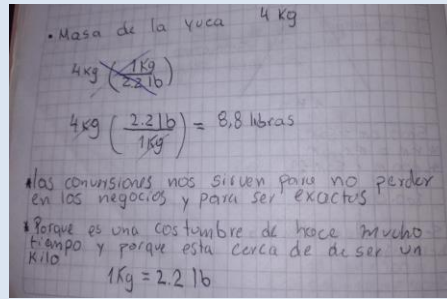 • Masa de la yuca 4 Kg
4kg (1Kg / 2.2 lb)
4kg (2.2 lb / 1Kg) = 8,8 libras
• las conversiones nos sirven para no perder
en los negocios y para ser exactos
• Porque es una costumbre de hace mucho
tiempo y porque esta cerca de de ser un
Kilo
1Kg = 2.2 lb